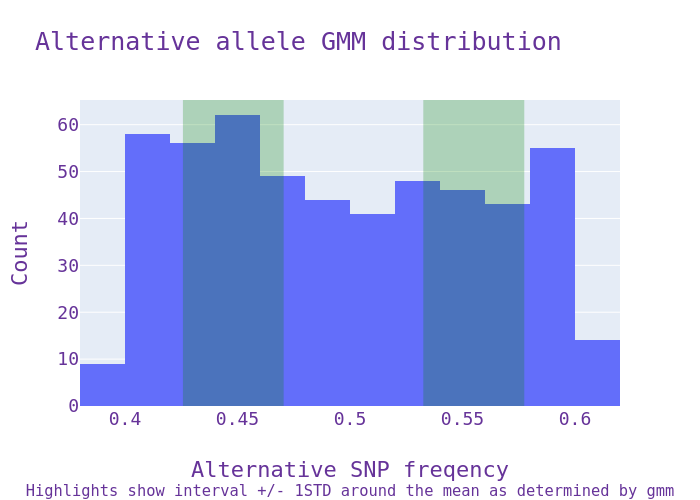 Alternative allele GMM distribution
60
50
40
30
20
10
0
Count
0.4 0.45 0.5 0.55 0.6
Alternative SNP freqency
Highlights show interval +/- 1STD around the mean as determined by gmm